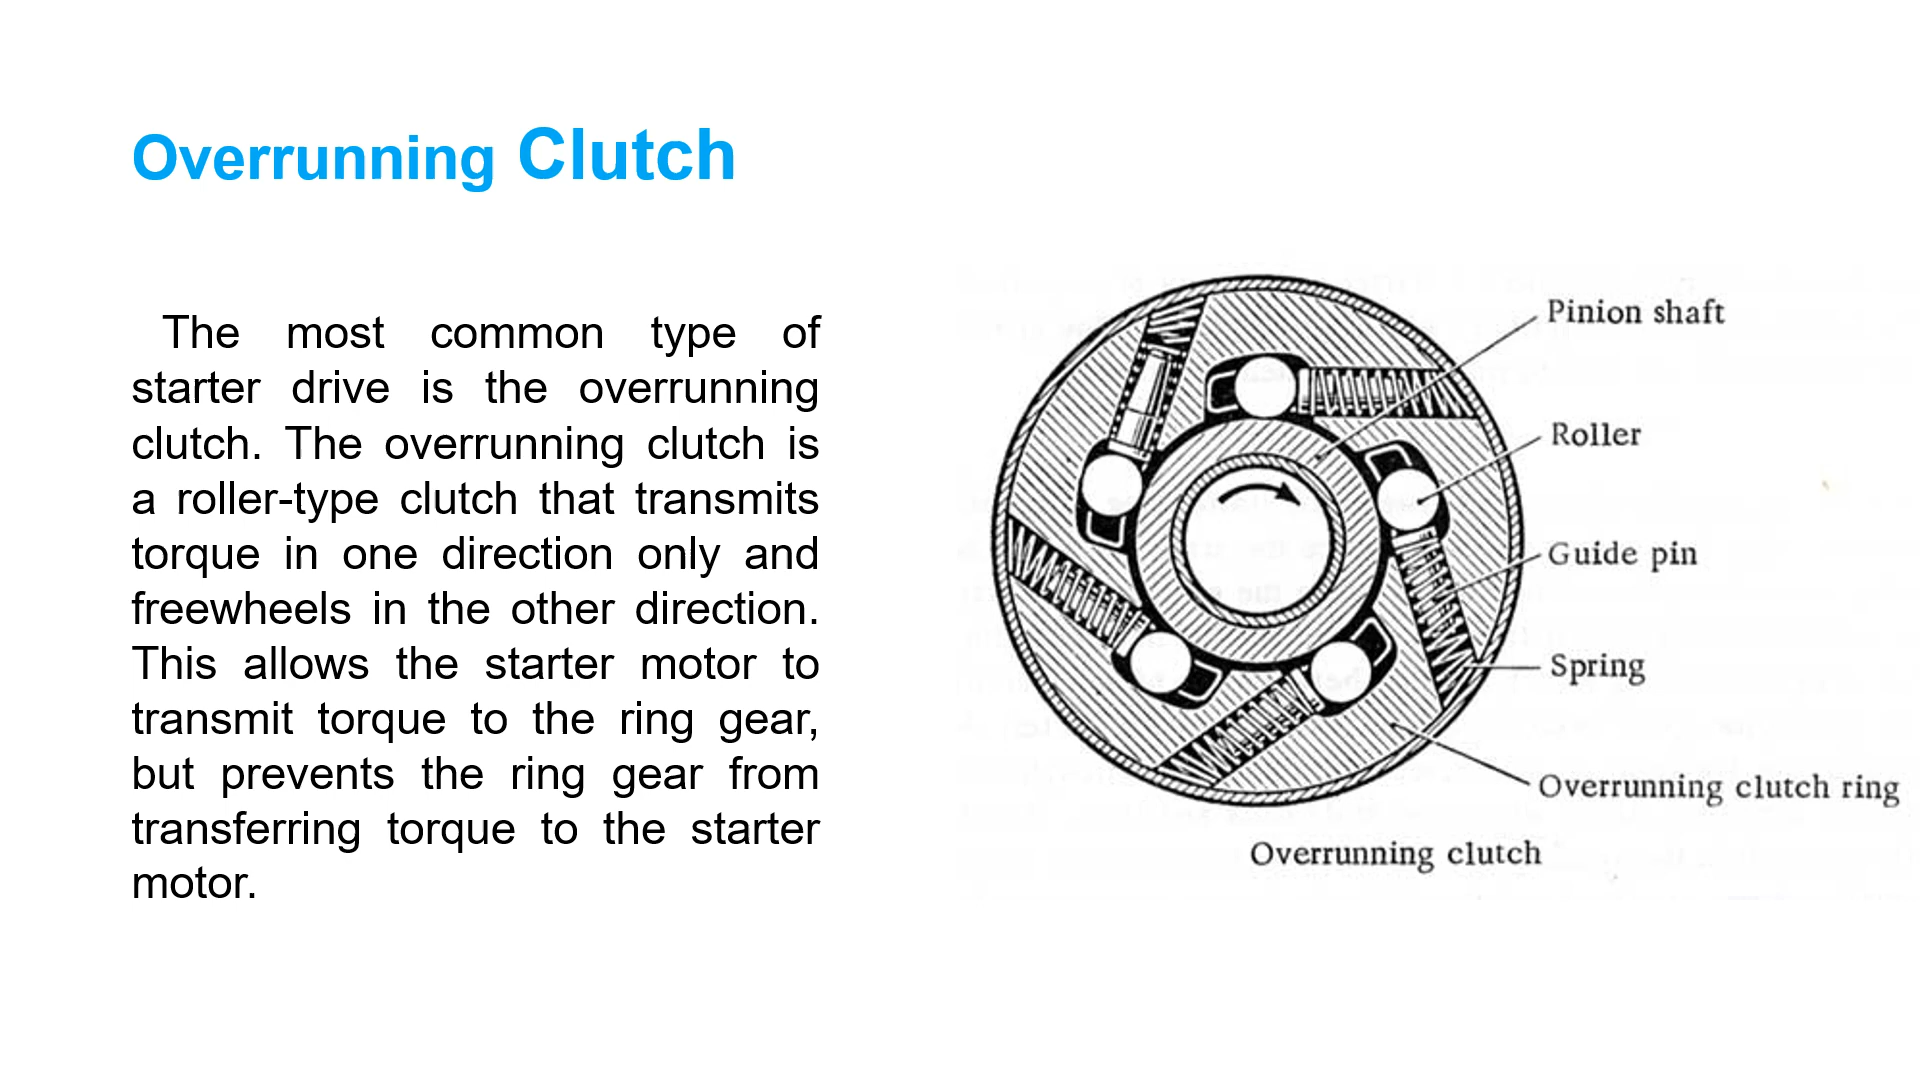 Overrunning Clutch
The most common type of
starter drive is the overrunning
clutch. The overrunning clutch is
a roller-type clutch that transmits
torque in one direction only and
freewheels in the other direction.
This allows the starter motor to
transmit torque to the ring gear,
but prevents the ring gear from
transferring torque to the starter
motor.
Pinion shaft
Roller
Guide pin
Spring
Overrunning clutch ring
Overrunning clutch